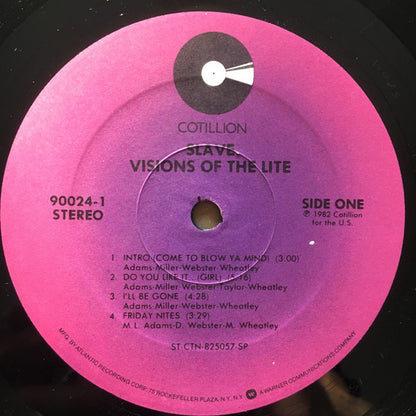 COTILLION
SLAVE
VISIONS OF THE LITE
90024-1
STEREO
SIDE ONE
℗ 1982 Cotillion
for the U.S.
1. INTRO (COME TO BLOW YA MIND) (3:00)
Adams-Miller-Webster-Wheatley
2. DO YOU LIKE IT...(GIRL) (5:16)
Adams-Miller-Webster-Taylor-Wheatley
3. I'LL BE GONE (4:28)
Adams-Miller-Webster-Wheatley
4. FRIDAY NITES (3:29)
M. L. Adams-D. Webster-M. Wheatley
ST-CTN-825057-SP
MFG. BY ATLANTIC RECORDING CORP. 75 ROCKEFELLER PLAZA, N.Y., N.Y. A WARNER COMMUNICATIONS COMPANY